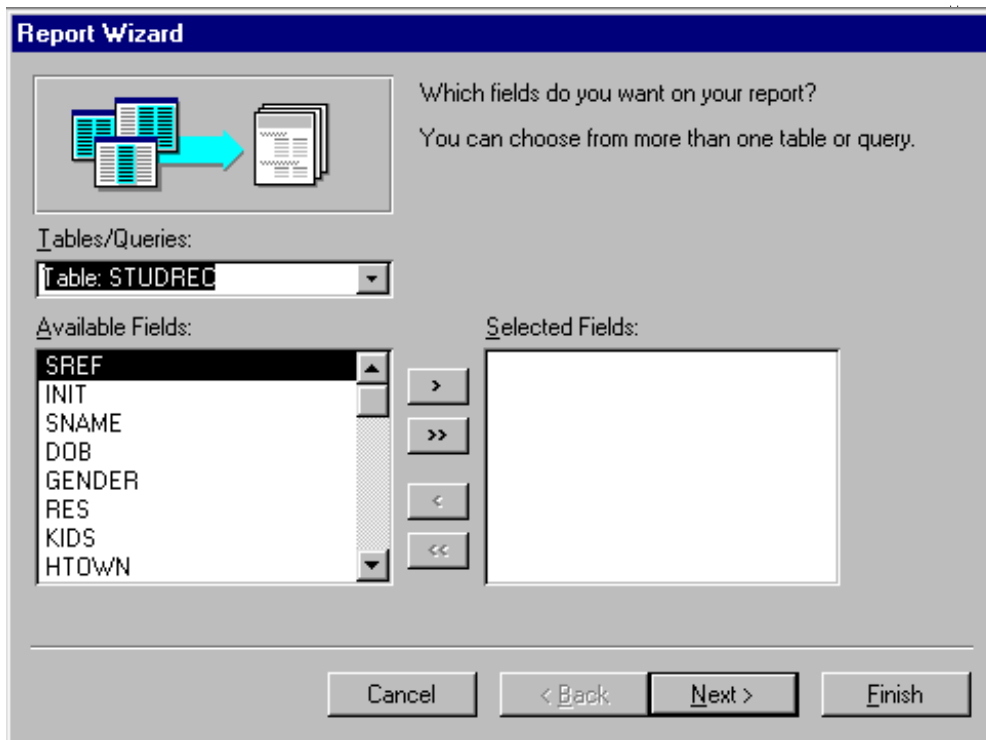 Report Wizard
Which fields do you want on your report?
You can choose from more than one table or query.
Tables/Queries:
Table: STUDREC
Available Fields:
Selected Fields:
SREF
INIT
SNAME
DOB
GENDER
RES
KIDS
HTOWN
>
>>
<
<<
Cancel
< Back
Next >
Finish